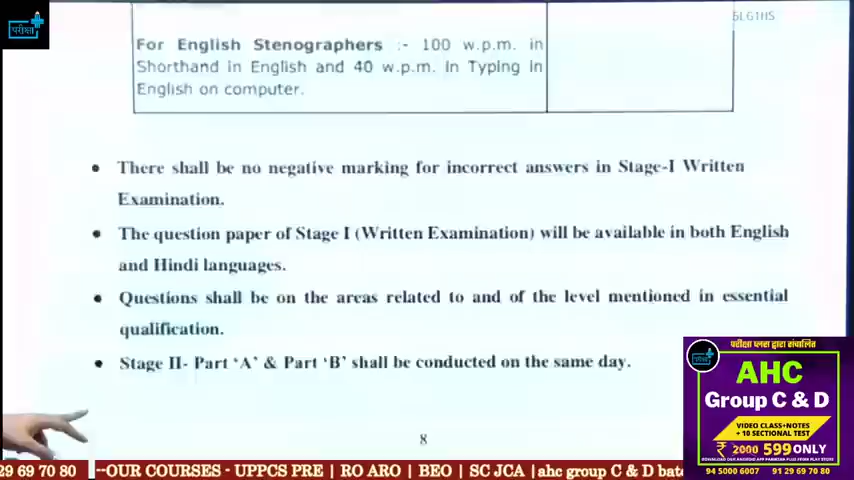 परीक्षा
For English Stenographers :- 100 w.p.m. in
Shorthand in English and 40 w.p.m. In Typing in
English on computer.
There shall be no negative marking for incorrect answers in Stage-I Written
Examination.
The question paper of Stage I (Written Examination) will be available in both English
and Hindi languages.
Questions shall be on the areas related to and of the level mentioned in essential
qualification.
Stage II- Part ‘A’ & Part ‘B’ shall be conducted on the same day.
8
परीक्षा प्लस द्वारा संचालित
परीक्षा
AHC
Group C & D
VIDEO CLASS+NOTES
+ 10 SECTIONAL TEST
₹ 2000 599 ONLY
94 5000 6007 91 29 69 70 80
29 69 70 80 --OUR COURSES - UPPCS PRE | RO ARO | BEO | SC JCA |ahc group C & D bat